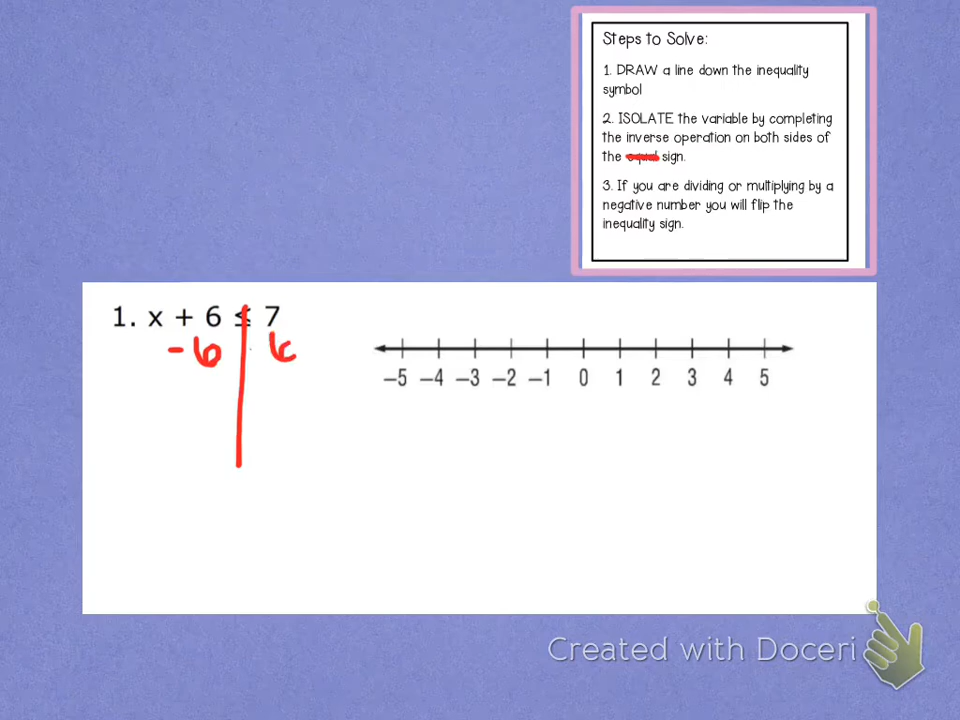 Steps to Solve:
1. DRAW a line down the inequality
symbol
2. ISOLATE the variable by completing
the inverse operation on both sides of
the equal sign.
3. If you are dividing or multiplying by a
negative number you will flip the
inequality sign.
1. x + 6 ≤ 7
-6 6
−5 −4 −3 −2 −1 0 1 2 3 4 5
Created with Doceri